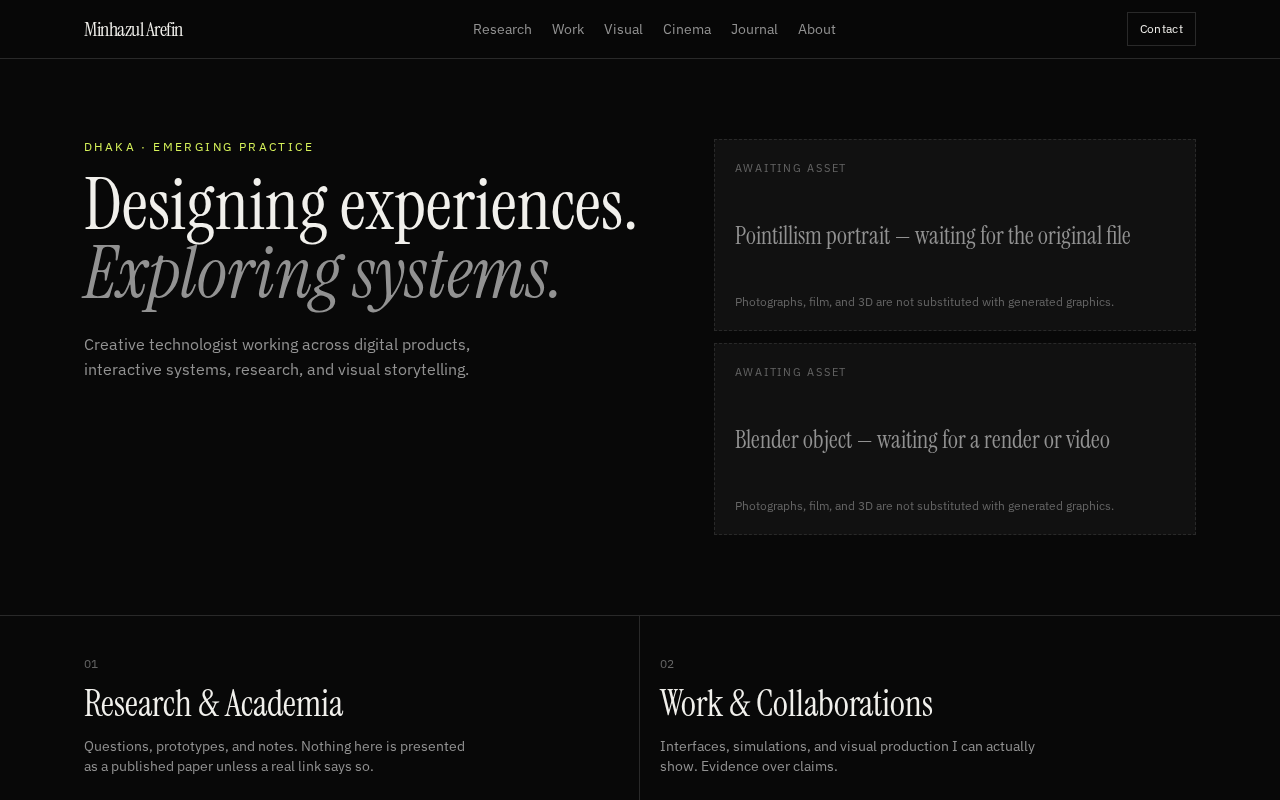 Minhazul Arefin
Research Work Visual Cinema Journal About
Contact
DHAKA · EMERGING PRACTICE
Designing experiences.
Exploring systems.
Creative technologist working across digital products,
interactive systems, research, and visual storytelling.
AWAITING ASSET
Pointillism portrait — waiting for the original file
Photographs, film, and 3D are not substituted with generated graphics.
AWAITING ASSET
Blender object — waiting for a render or video
Photographs, film, and 3D are not substituted with generated graphics.
01
Research & Academia
Questions, prototypes, and notes. Nothing here is presented
as a published paper unless a real link says so.
02
Work & Collaborations
Interfaces, simulations, and visual production I can actually
show. Evidence over claims.